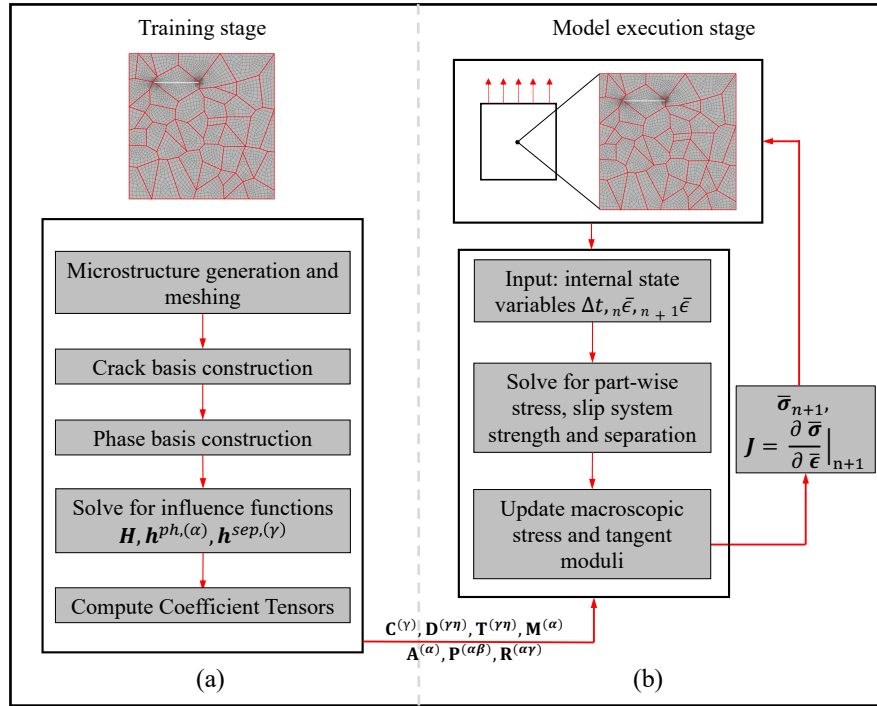 Training stage
Microstructure generation and
meshing
Crack basis construction
Phase basis construction
Solve for influence functions
H, h^{ph,(α)}, h^{sep,(γ)}
Compute Coefficient Tensors
(a)
C^{(γ)}, D^{(γη)}, T^{(γη)}, M^{(α)}
A^{(α)}, P^{(αβ)}, R^{(αγ)}
Model execution stage
Input: internal state
variables Δt, _nϵ̄, _{n + 1}ϵ̄
Solve for part-wise
stress, slip system
strength and separation
Update macroscopic
stress and tangent
moduli
σ̄_{n+1},
J = ∂ σ̄ / ∂ ϵ̄ |_{n+1}
(b)